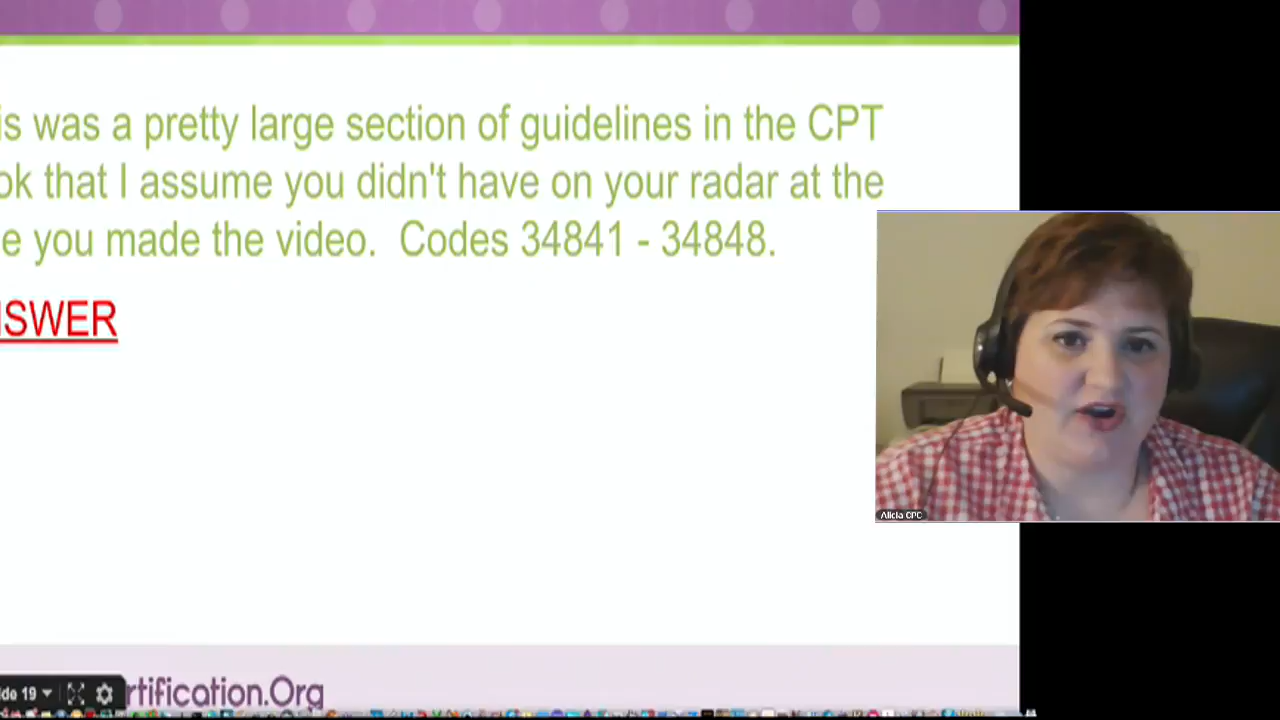 is was a pretty large section of guidelines in the CPT
ok that I assume you didn't have on your radar at the
e you made the video.  Codes 34841 - 34848.
NSWER
Alicia CPC
de 19
rtification.Org